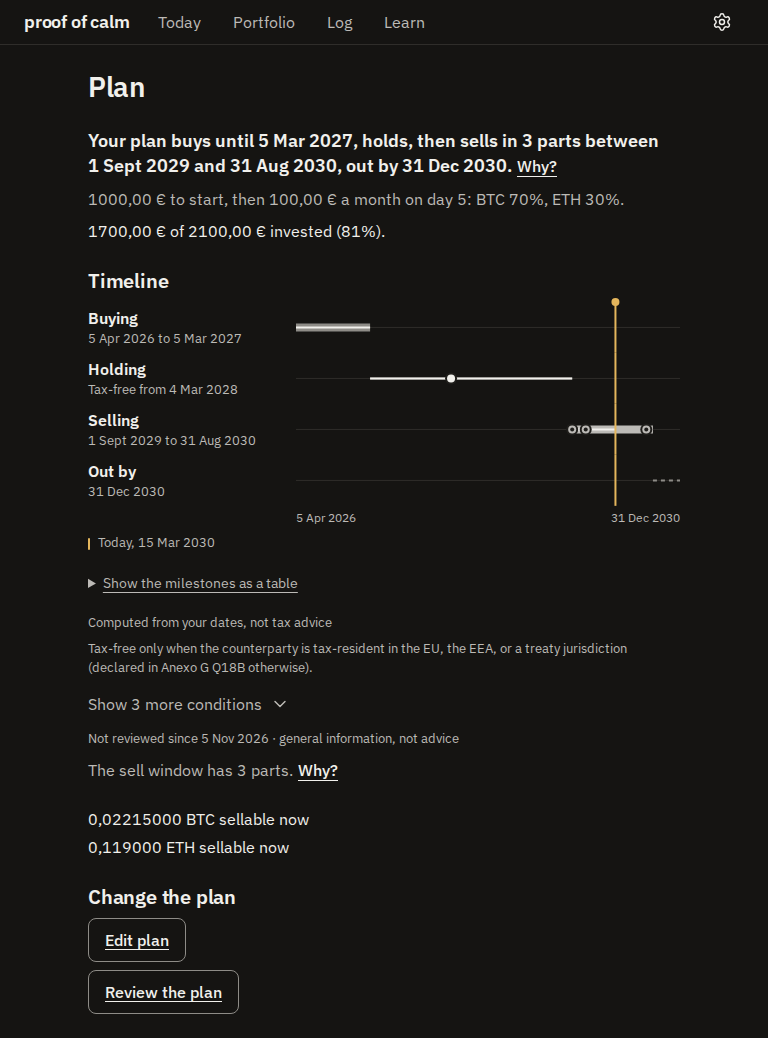 proof of calm
Today
Portfolio
Log
Learn
Plan
Your plan buys until 5 Mar 2027, holds, then sells in 3 parts between
1 Sept 2029 and 31 Aug 2030, out by 31 Dec 2030. Why?
1000,00 € to start, then 100,00 € a month on day 5: BTC 70%, ETH 30%.
1700,00 € of 2100,00 € invested (81%).
Timeline
Buying
5 Apr 2026 to 5 Mar 2027
Holding
Tax-free from 4 Mar 2028
Selling
1 Sept 2029 to 31 Aug 2030
Out by
31 Dec 2030
5 Apr 2026
31 Dec 2030
Today, 15 Mar 2030
Show the milestones as a table
Computed from your dates, not tax advice
Tax-free only when the counterparty is tax-resident in the EU, the EEA, or a treaty jurisdiction
(declared in Anexo G Q18B otherwise).
Show 3 more conditions
Not reviewed since 5 Nov 2026 · general information, not advice
The sell window has 3 parts. Why?
0,02215000 BTC sellable now
0,119000 ETH sellable now
Change the plan
Edit plan
Review the plan